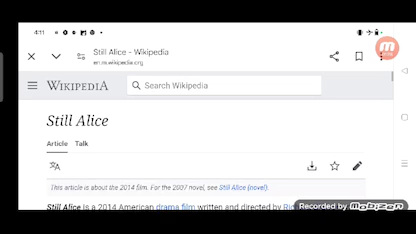 4:11
Still Alice - Wikipedia
en.m.wikipedia.org
WIKIPEDIA
Search Wikipedia
Still Alice
Article Talk
This article is about the 2014 film. For the 2007 novel, see Still Alice (novel).
Still Alice is a 2014 American drama film written and directed by
Recorded by mobizen